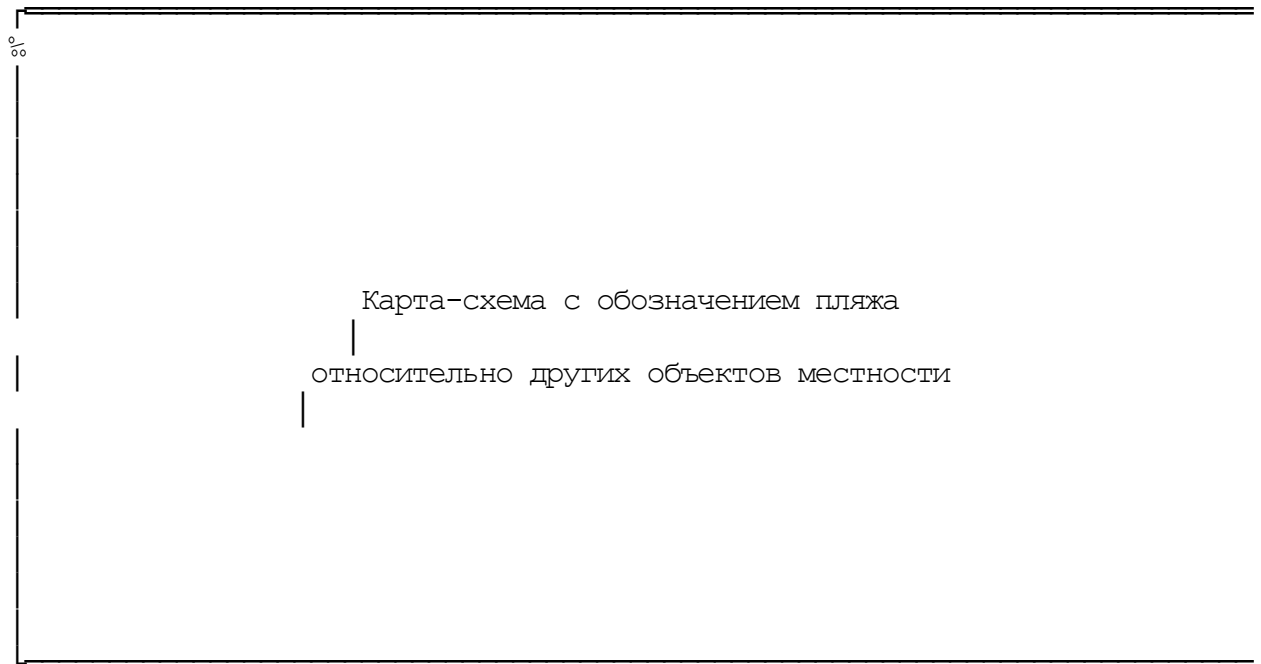 %
Карта-схема с обозначением пляжа
относительно других объектов местности